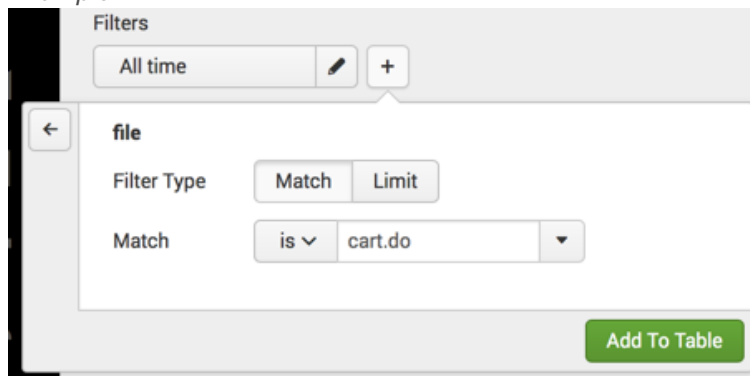 Filters
All time
+
file
Filter Type Match Limit
Match is cart.do
Add To Table